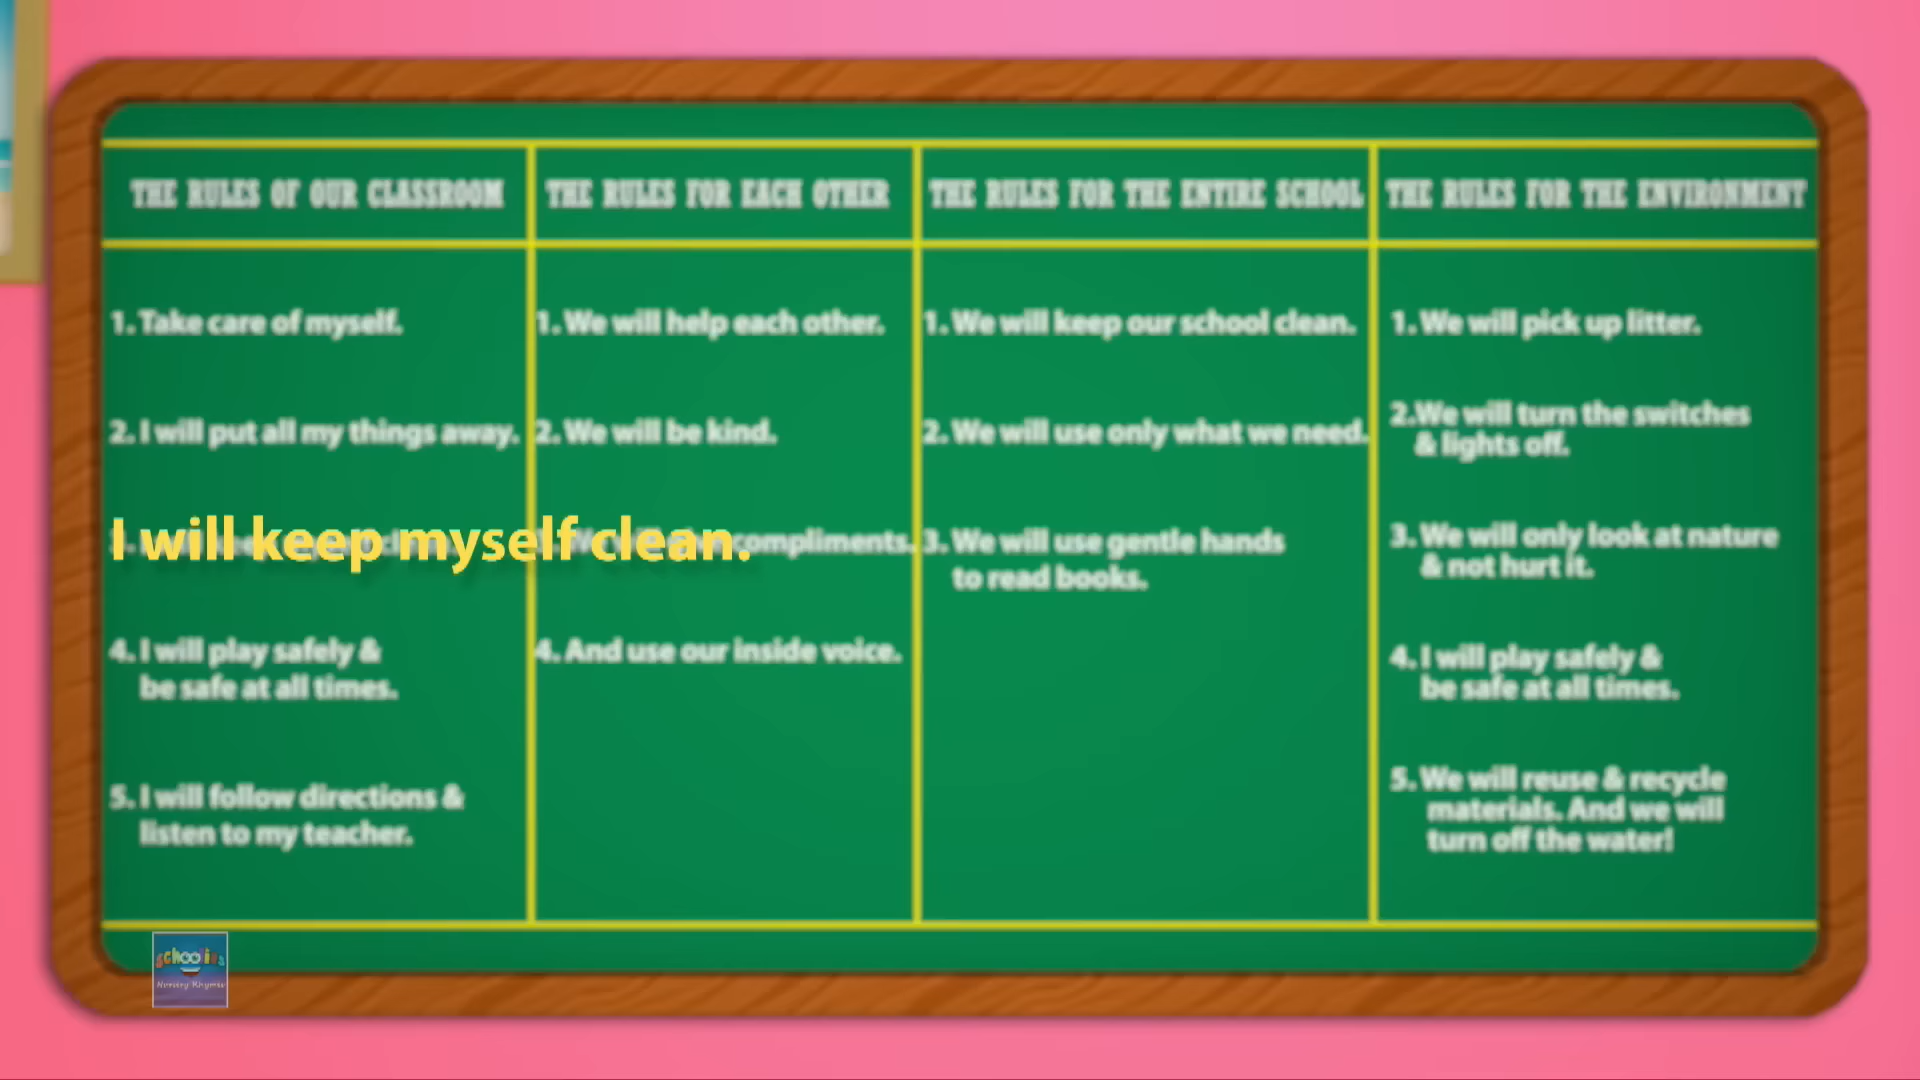 THE RULES OF OUR CLASSROOM
1. Take care of myself.
2. I will put all my things away.
I will keep myself clean.
4. I will play safely &
be safe at all times.
5. I will follow directions &
listen to my teacher.
THE RULES FOR EACH OTHER
1. We will help each other.
2. We will be kind.
compliments.
4. And use our inside voice.
THE RULES FOR THE ENTIRE SCHOOL
1. We will keep our school clean.
2. We will use only what we need.
3. We will use gentle hands
to read books.
THE RULES FOR THE ENVIRONMENT
1. We will pick up litter.
2.We will turn the switches
& lights off.
3. We will only look at nature
& not hurt it.
4. I will play safely &
be safe at all times.
5. We will reuse & recycle
materials. And we will
turn off the water!
schoolies
Nursery Rhymes